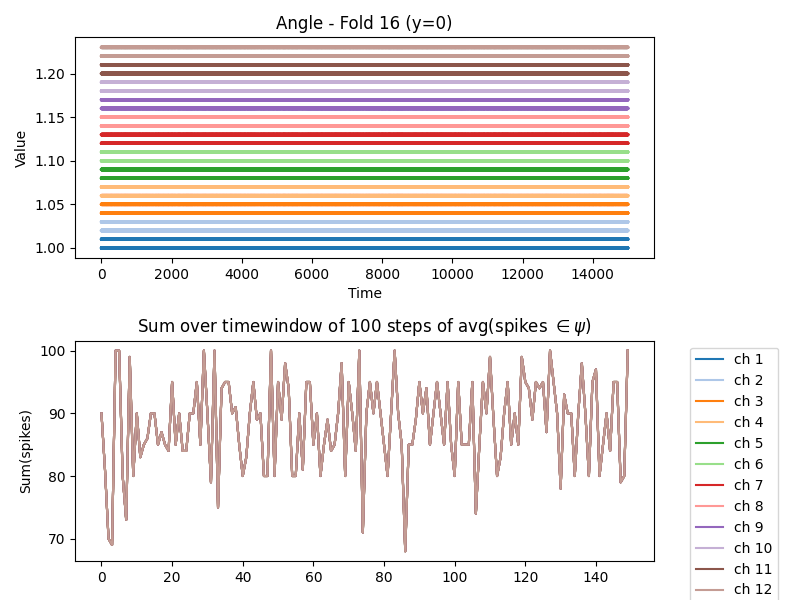 Angle - Fold 16 (y=0)
Value
1.20
1.15
1.10
1.05
1.00
0 2000 4000 6000 8000 10000 12000 14000
Time
Sum over timewindow of 100 steps of avg(spikes ∈ ψ)
Sum(spikes)
100
90
80
70
0 20 40 60 80 100 120 140
ch 1
ch 2
ch 3
ch 4
ch 5
ch 6
ch 7
ch 8
ch 9
ch 10
ch 11
ch 12